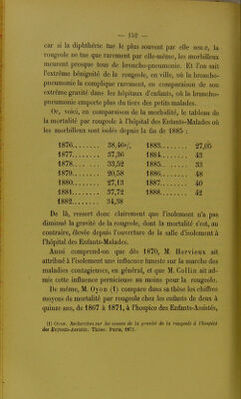 — 152 —
car si la diphthérie tue le plus souvent par elle seule, la
rougeole ne tue que rarement par elle-même, les morbilleux
meurent presque tous de broncho-pneumonie. Et l'on sait
l'extrême bénignité de la rougeole, en ville, où la broncho-
pneumonie la complique rarement, en comparaison de son
extrême gravité dans les hôpitaux d'enfants, où la broncho-
pneumonie emporte plus du tiers des petits malades.
Or, voici, en comparaison de la morbidité, le tableau de
la mortalité par rougeole à l'hôpital des Enfants-Malades où
les morbilleux sont isolés depuis la fin de 1885 :
1876........ 38,40%. 1883........ 27,05
1877........ 37,36 1884........ 43
1878........ 33,52 1885........ 33
1879........ 20,58 1886........ 48
1880........ 27,13 1887........ 40
1881........ 37,72 1888........ 42
1882........ 34,38
De là, ressort donc clairement que l'isolement n'a pas
diminué la gravité de la rougeole, dont la mortalité s'est, au
contraire, élevée depuis l'ouverture de la salle d'isolement à
l'hôpital des Enfants-Malades.
Aussi comprend-on que dès 1870, M. Hervieux ait
attribué à l'isolement une influence funeste sur la marche des
maladies contagieuses, en général, et que M. Collin ait ad-
mis cette influence pernicieuse au moins pour la rougeole.
De même, M. Oyon (1) compare dans sa thèse les chiffres
moyens de mortalité par rougeole chez les enfants de deux à
quinze ans, de 1867 à 1871, à l'hospice des Enfants-Assistés,
(1) Oyon. Recherches sur les causes de la gravité de la rougeole à l'hospice
des Enfants-Assistés. Thèse. Paris, 1873.